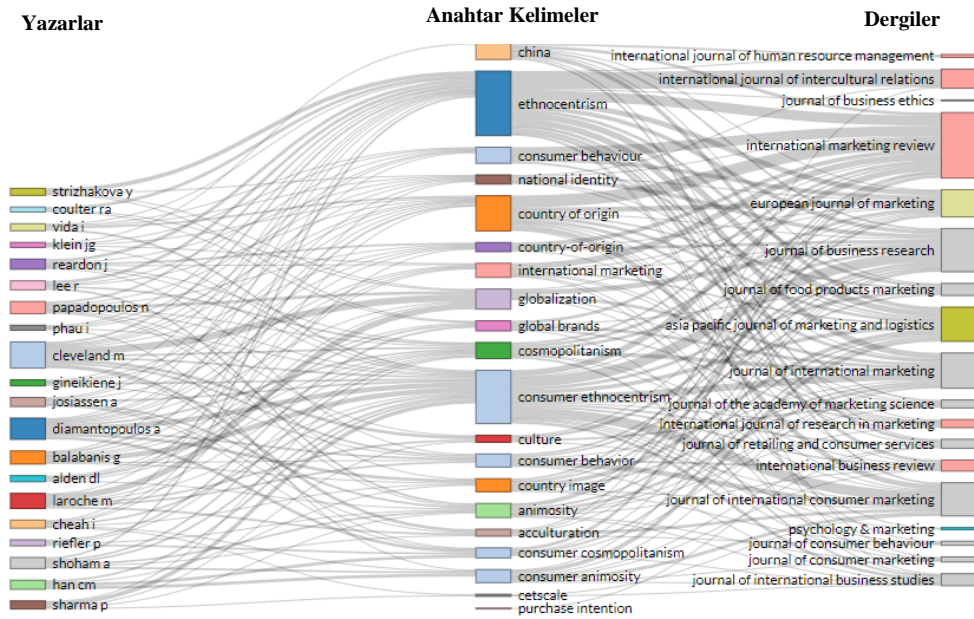 Yazarlar
Anahtar Kelimeler
Dergiler
strizhakova y
coulter ra
vida i
klein jg
reardon j
lee r
papadopoulos n
phau i
cleveland m
gineikiene j
josiassen a
diamantopoulos a
balabanis g
alden dl
laroche m
cheah i
riefler p
shoham a
han cm
sharma p
china
ethnocentrism
consumer behaviour
national identity
country of origin
country-of-origin
international marketing
globalization
global brands
cosmopolitanism
consumer ethnocentrism
culture
consumer behavior
country image
animosity
acculturation
consumer cosmopolitanism
consumer animosity
cetscale
purchase intention
international journal of human resource management
international journal of intercultural relations
journal of business ethics
international marketing review
european journal of marketing
journal of business research
journal of food products marketing
asia pacific journal of marketing and logistics
journal of international marketing
journal of the academy of marketing science
international journal of research in marketing
journal of retailing and consumer services
international business review
journal of international consumer marketing
psychology & marketing
journal of consumer behaviour
journal of consumer marketing
journal of international business studies